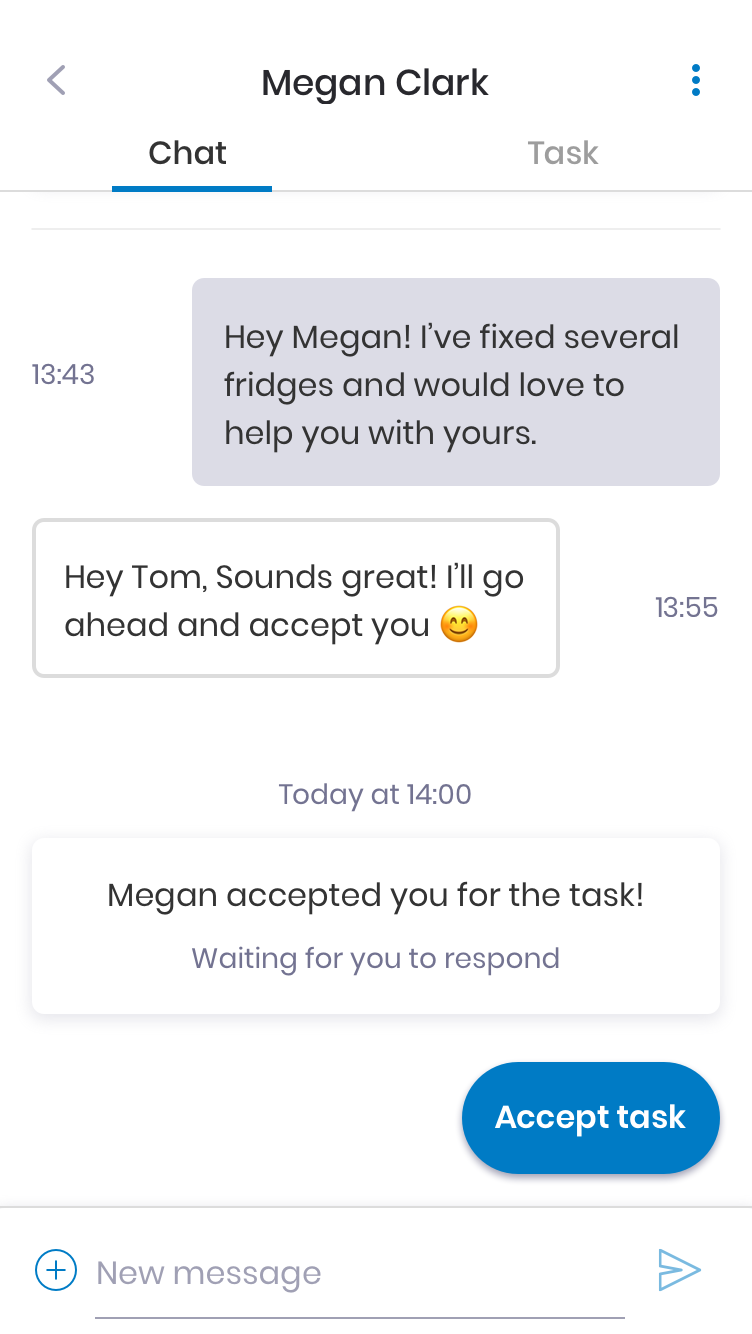 Megan Clark
Chat
Task
13:43
Hey Megan! I’ve fixed several
fridges and would love to
help you with yours.
Hey Tom, Sounds great! I’ll go
ahead and accept you 😊
13:55
Today at 14:00
Megan accepted you for the task!
Waiting for you to respond
Accept task
New message